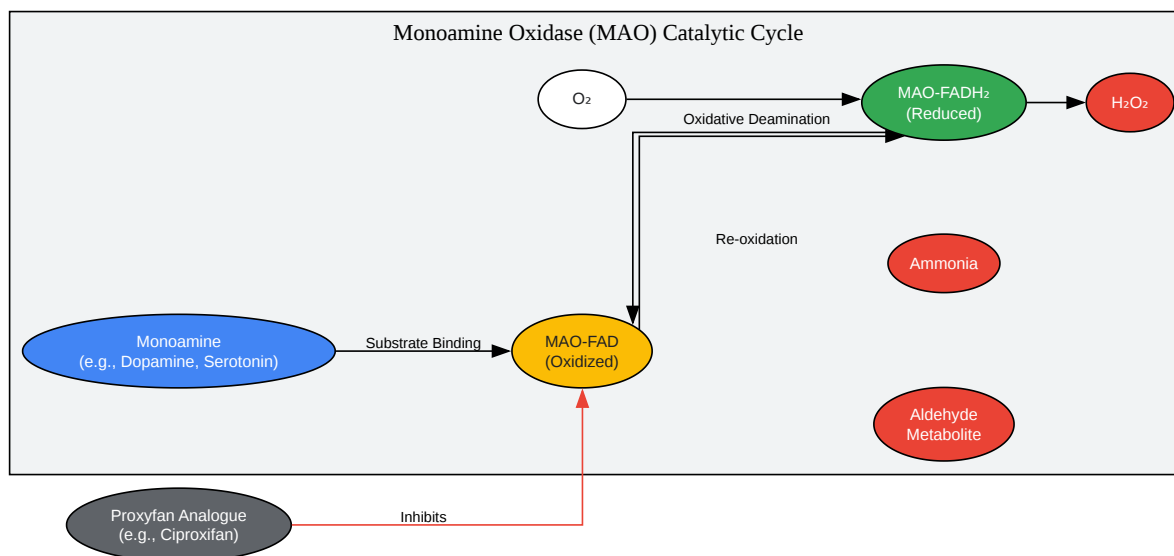 Monoamine Oxidase (MAO) Catalytic Cycle
O₂
MAO-FADH₂
(Reduced)
H₂O₂
Oxidative Deamination
Re-oxidation
Ammonia
Monoamine
(e.g., Dopamine, Serotonin)
Substrate Binding
MAO-FAD
(Oxidized)
Aldehyde
Metabolite
Proxyfan Analogue
(e.g., Ciproxifan)
Inhibits